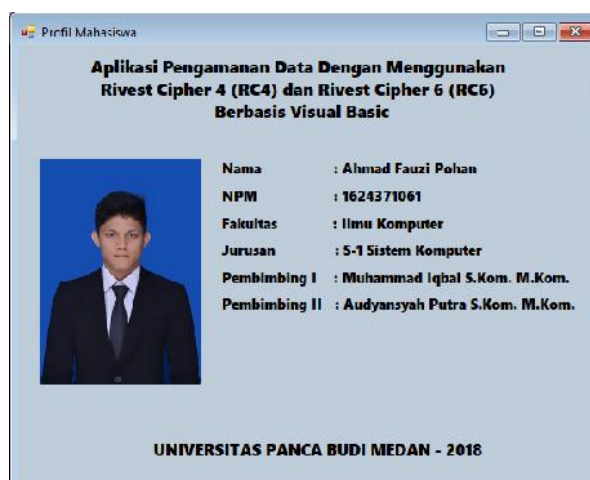 Profil Mahasiswa
Aplikasi Pengamanan Data Dengan Menggunakan
Rivest Cipher 4 (RC4) dan Rivest Cipher 6 (RC6)
Berbasis Visual Basic
Nama : Ahmad Fauzi Pohan
NPM : 1624371061
Fakultas : Ilmu Komputer
Jurusan : S-1 Sistem Komputer
Pembimbing I : Muhammad Iqbal S.Kom. M.Kom.
Pembimbing II : Audyansyah Putra S.Kom. M.Kom.
UNIVERSITAS PANCA BUDI MEDAN - 2018